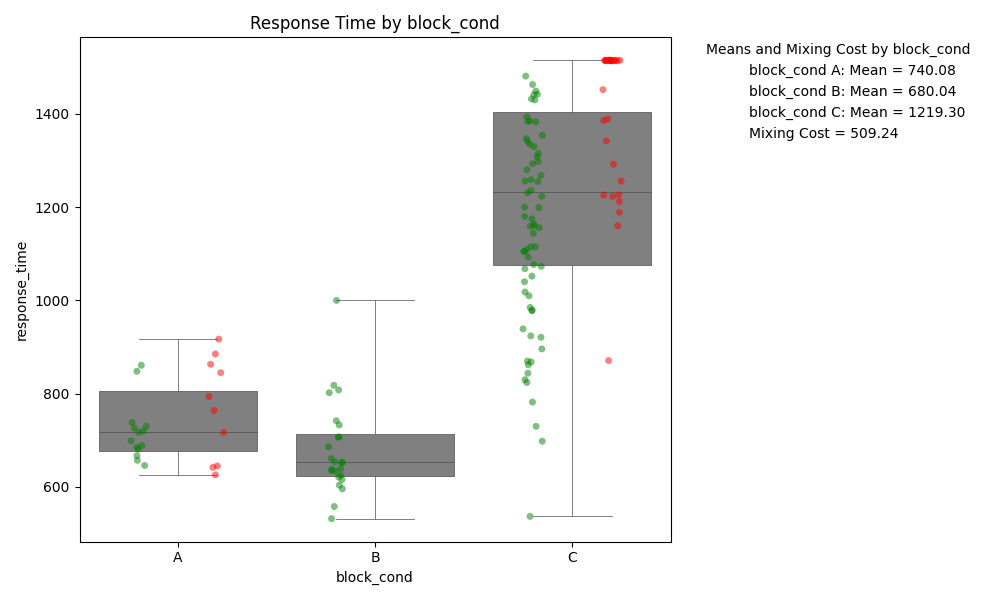 Response Time by block_cond
Means and Mixing Cost by block_cond
block_cond A: Mean = 740.08
block_cond B: Mean = 680.04
block_cond C: Mean = 1219.30
Mixing Cost = 509.24
response_time
1400
1200
1000
800
600
A
B
C
block_cond